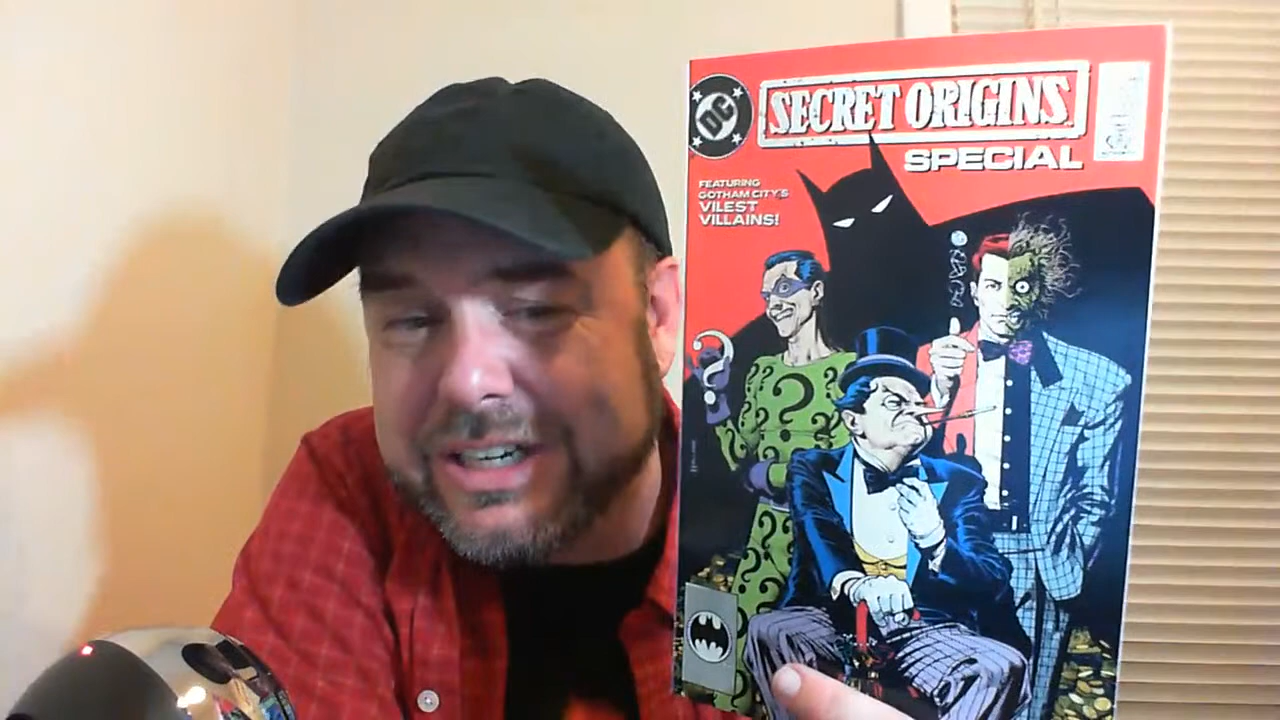 DC
SECRET ORIGINS
SPECIAL
FEATURING
GOTHAM CITY'S
VILEST
VILLAINS!